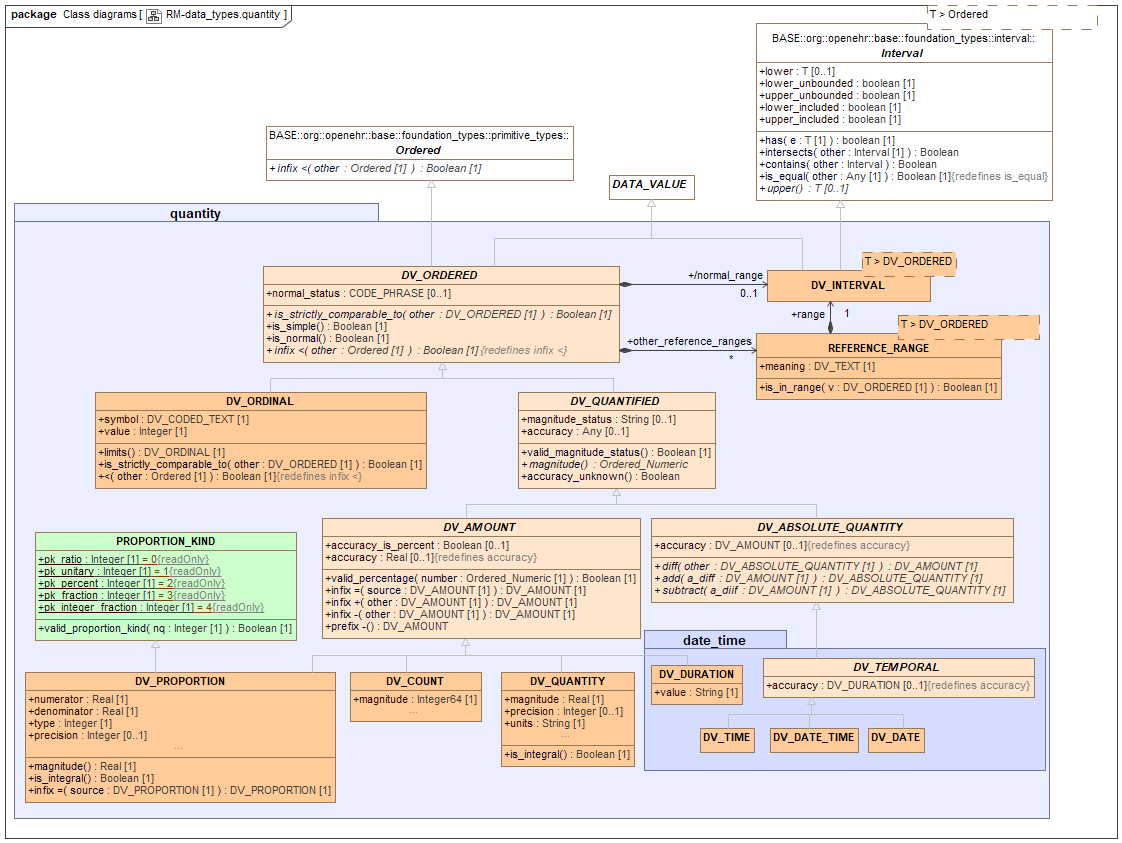 package Class diagrams [ RM-data_types.quantity ]
T > Ordered
BASE::org::openehr::base::foundation_types::interval::
Interval
+lower : T [0..1]
+lower_unbounded : boolean [1]
+upper_unbounded : boolean [1]
+lower_included : boolean [1]
+upper_included : boolean [1]
+has( e : T [1] ) : boolean [1]
+intersects( other : Interval [1] ) : Boolean
+contains( other : Interval ) : Boolean
+is_equal( other : Any [1] ) : Boolean [1]{redefines is_equal}
+upper() : T [0..1]
BASE::org::openehr::base::foundation_types::primitive_types::
Ordered
+infix <( other : Ordered [1] ) : Boolean [1]
DATA_VALUE
quantity
DV_ORDERED
+normal_status : CODE_PHRASE [0..1]
+is_strictly_comparable_to( other : DV_ORDERED [1] ) : Boolean [1]
+is_simple() : Boolean [1]
+is_normal() : Boolean [1]
+infix <( other : Ordered [1] ) : Boolean [1]{redefines infix <}
+/normal_range
0..1
T > DV_ORDERED
DV_INTERVAL
+range
1
+other_reference_ranges
*
T > DV_ORDERED
REFERENCE_RANGE
+meaning : DV_TEXT [1]
+is_in_range( v : DV_ORDERED [1] ) : Boolean [1]
DV_ORDINAL
+symbol : DV_CODED_TEXT [1]
+value : Integer [1]
+limits() : DV_ORDINAL [1]
+is_strictly_comparable_to( other : DV_ORDERED [1] ) : Boolean [1]
+<( other : Ordered [1] ) : Boolean [1]{redefines infix <}
DV_QUANTIFIED
+magnitude_status : String [0..1]
+accuracy : Any [0..1]
+valid_magnitude_status() : Boolean [1]
+magnitude() : Ordered_Numeric
+accuracy_unknown() : Boolean
PROPORTION_KIND
+pk_ratio : Integer [1] = 0{readOnly}
+pk_unitary : Integer [1] = 1{readOnly}
+pk_percent : Integer [1] = 2{readOnly}
+pk_fraction : Integer [1] = 3{readOnly}
+pk_integer_fraction : Integer [1] = 4{readOnly}
+valid_proportion_kind( nq : Integer [1] ) : Boolean [1]
DV_AMOUNT
+accuracy_is_percent : Boolean [0..1]
+accuracy : Real [0..1]{redefines accuracy}
+valid_percentage( number : Ordered_Numeric [1] ) : Boolean [1]
+infix =( source : DV_AMOUNT [1] ) : DV_AMOUNT [1]
+infix +( other : DV_AMOUNT [1] ) : DV_AMOUNT [1]
+infix -( other : DV_AMOUNT [1] ) : DV_AMOUNT [1]
+prefix -() : DV_AMOUNT
DV_ABSOLUTE_QUANTITY
+accuracy : DV_AMOUNT [0..1]{redefines accuracy}
+diff( other : DV_ABSOLUTE_QUANTITY [1] ) : DV_AMOUNT [1]
+add( a_diff : DV_AMOUNT [1] ) : DV_ABSOLUTE_QUANTITY [1]
+subtract( a_diif : DV_AMOUNT [1] ) : DV_ABSOLUTE_QUANTITY [1]
date_time
DV_PROPORTION
+numerator : Real [1]
+denominator : Real [1]
+type : Integer [1]
+precision : Integer [0..1]
...
+magnitude() : Real [1]
+is_integral() : Boolean [1]
+infix =( source : DV_PROPORTION [1] ) : DV_PROPORTION [1]
DV_COUNT
+magnitude : Integer64 [1]
...
DV_QUANTITY
+magnitude : Real [1]
+precision : Integer [0..1]
+units : String [1]
...
+is_integral() : Boolean [1]
DV_DURATION
+value : String [1]
DV_TEMPORAL
+accuracy : DV_DURATION [0..1]{redefines accuracy}
DV_TIME
DV_DATE_TIME
DV_DATE